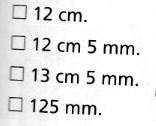 ☐ 12 cm.
☐ 12 cm 5 mm.
☐ 13 cm 5 mm.
☐ 125 mm.